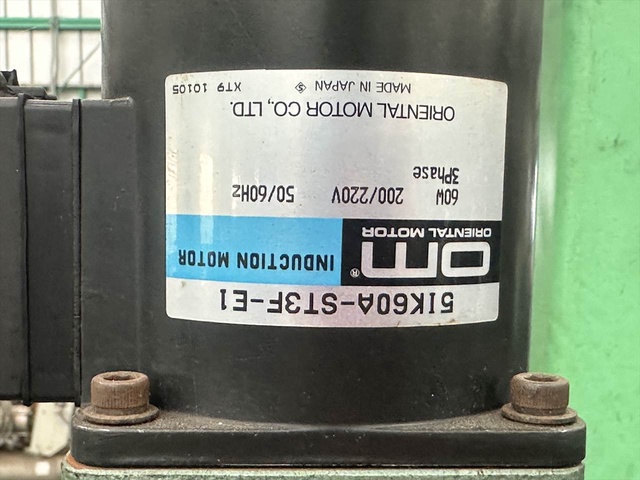 5IK60A-ST3F-E1
om® INDUCTION MOTOR
ORIENTAL MOTOR
60W 200/220V 50/60Hz
3Phase
ORIENTAL MOTOR CO., LTD.
MADE IN JAPAN S XT9 10105